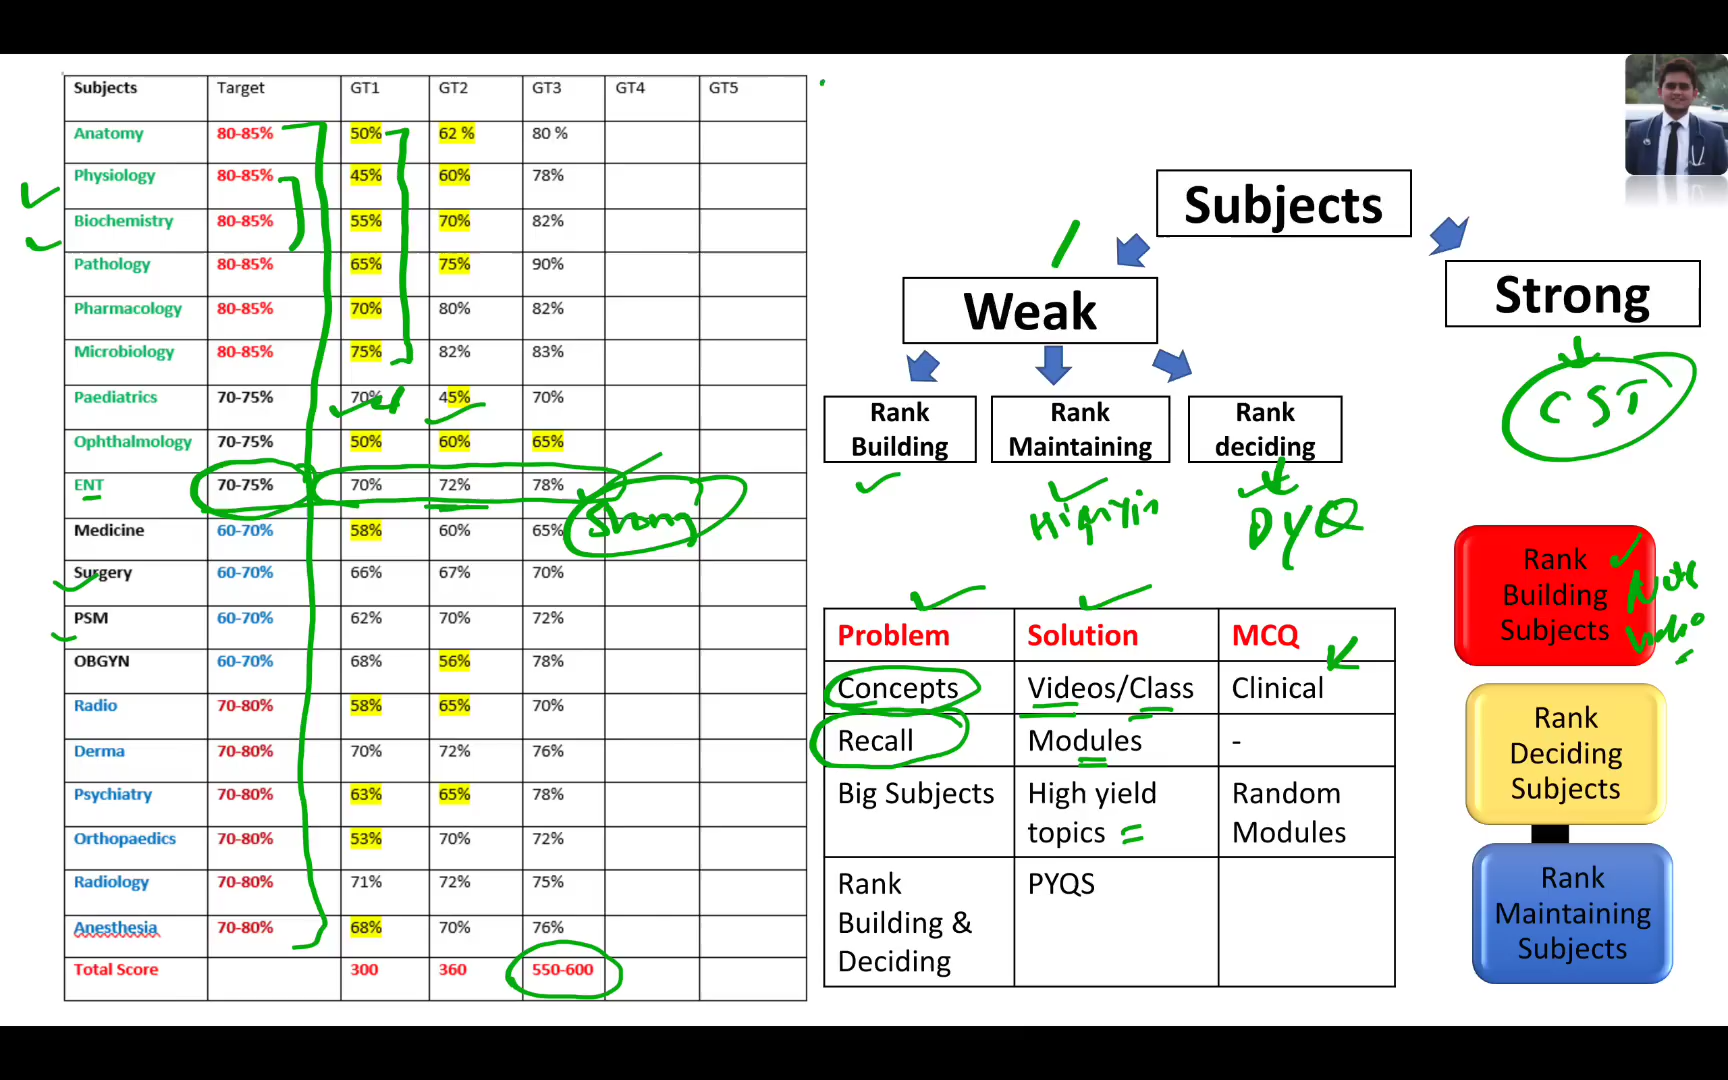 Subjects Target GT1 GT2 GT3 GT4 GT5
Anatomy 80-85% 50% 62 % 80 %
Physiology 80-85% 45% 60% 78%
Biochemistry 80-85% 55% 70% 82%
Pathology 80-85% 65% 75% 90%
Pharmacology 80-85% 70% 80% 82%
Microbiology 80-85% 75% 82% 83%
Paediatrics 70-75% 70% 45% 70%
Ophthalmology 70-75% 50% 60% 65%
ENT 70-75% 70% 72% 78%
Strong
Medicine 60-70% 58% 60% 65%
Surgery 60-70% 66% 67% 70%
PSM 60-70% 62% 70% 72%
OBGYN 60-70% 68% 56% 78%
Radio 70-80% 58% 65% 70%
Derma 70-80% 70% 72% 76%
Psychiatry 70-80% 63% 65% 78%
Orthopaedics 70-80% 53% 70% 72%
Radiology 70-80% 71% 72% 75%
Anesthesia 70-80% 68% 70% 76%
Total Score 300 360 550-600
Subjects
Weak
Strong
CST
Rank
Building
Rank
Maintaining
Rank
deciding
PYQ
Problem Solution MCQ
Concepts Videos/Class Clinical
Recall Modules -
Big Subjects High yield
topics Random
Modules
Rank
Building &
Deciding PYQS
Rank
Building
Subjects
Rank
Deciding
Subjects
Rank
Maintaining
Subjects